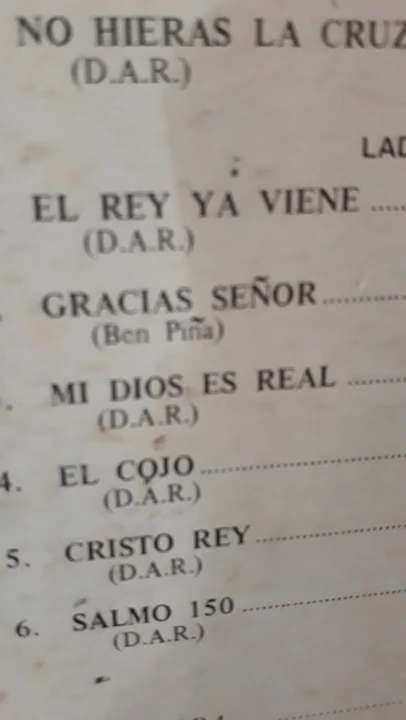 NO HIERAS LA CRUZ
(D.A.R.)
LAD
EL REY YA VIENE ......
(D.A.R.)
GRACIAS SEÑOR ............
(Ben Piña)
. MI DIOS ES REAL .........
(D.A.R.)
4. EL COJO ..............................
(D.A.R.)
5. CRISTO REY ......................
(D.A.R.)
6. SALMO 150 ........................
(D.A.R.)